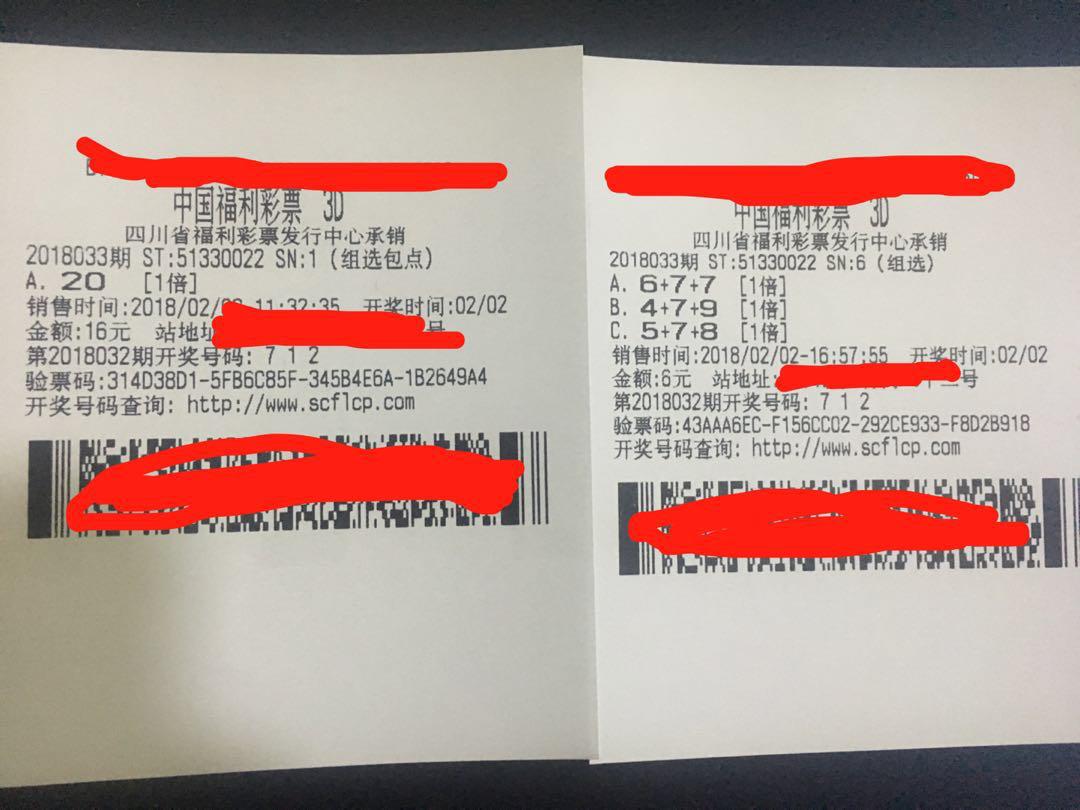 中国福利彩票 3D
四川省福利彩票发行中心承销
2018033期 ST:51330022 SN:1 (组选包点)
A. 20 [1倍]
销售时间:2018/02/02-11:32:35 开奖时间:02/02
金额:16元 站地址 号
第2018032期开奖号码: 7 1 2
验票码:314D38D1-5FB6C85F-345B4E6A-1B2649A4
开奖号码查询: http://www.scflcp.com
中国福利彩票 3D
四川省福利彩票发行中心承销
2018033期 ST:51330022 SN:6 (组选)
A. 6+7+7 [1倍]
B. 4+7+9 [1倍]
C. 5+7+8 [1倍]
销售时间:2018/02/02-16:57:55 开奖时间:02/02
金额:6元 站地址: 号
第2018032期开奖号码: 7 1 2
验票码:43AAA6EC-F156CC02-292CE933-F8D2B918
开奖号码查询: http://www.scflcp.com